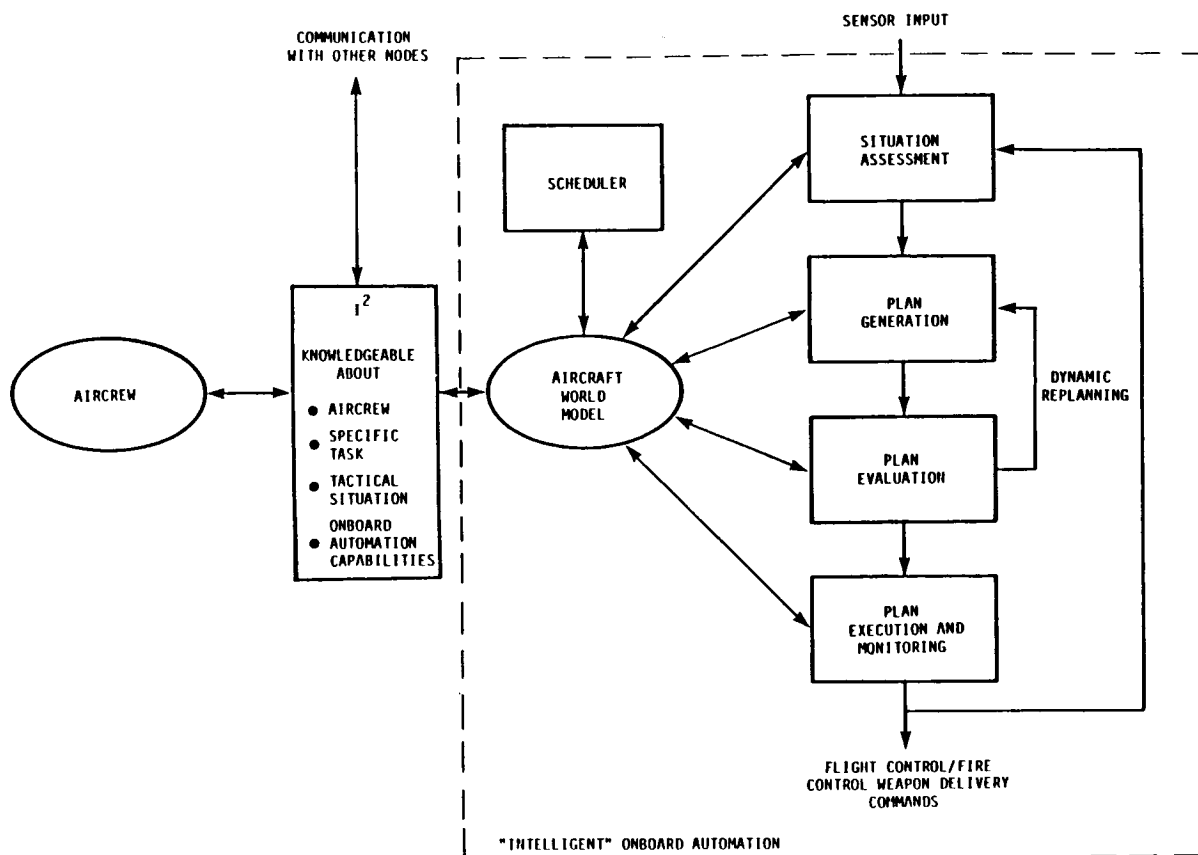 SENSOR INPUT
COMMUNICATION
WITH OTHER NODES
SITUATION
ASSESSMENT
SCHEDULER
PLAN
GENERATION
I²
KNOWLEDGEABLE
ABOUT
● AIRCREW
● SPECIFIC
TASK
● TACTICAL
SITUATION
● ONBOARD
AUTOMATION
CAPABILITIES
AIRCREW
AIRCRAFT
WORLD
MODEL
DYNAMIC
REPLANNING
PLAN
EVALUATION
PLAN
EXECUTION AND
MONITORING
FLIGHT CONTROL/FIRE
CONTROL WEAPON DELIVERY
COMMANDS
"INTELLIGENT" ONBOARD AUTOMATION